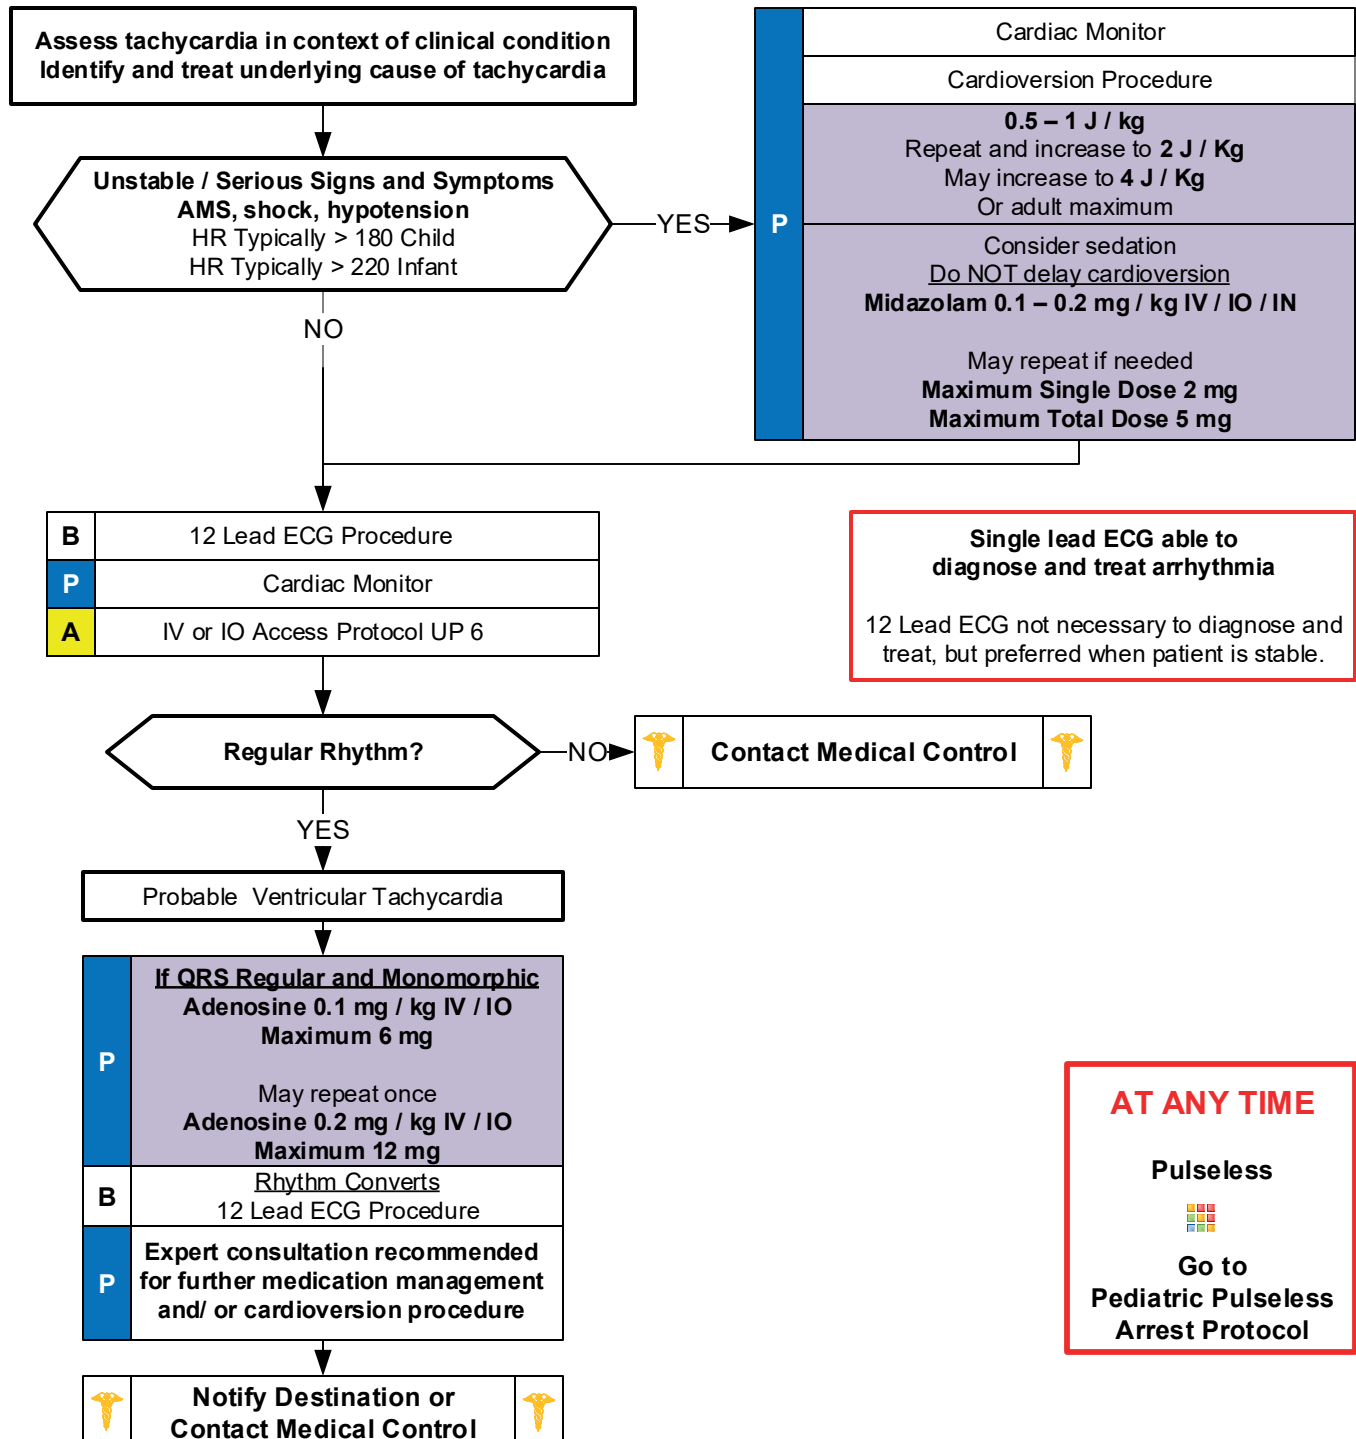 Assess tachycardia in context of clinical condition
Identify and treat underlying cause of tachycardia
Unstable / Serious Signs and Symptoms
AMS, shock, hypotension
HR Typically > 180 Child
HR Typically > 220 Infant
YES
P
Cardiac Monitor
Cardioversion Procedure
0.5 – 1 J / kg
Repeat and increase to 2 J / Kg
May increase to 4 J / Kg
Or adult maximum
Consider sedation
Do NOT delay cardioversion
Midazolam 0.1 – 0.2 mg / kg IV / IO / IN
May repeat if needed
Maximum Single Dose 2 mg
Maximum Total Dose 5 mg
NO
B
12 Lead ECG Procedure
P
Cardiac Monitor
A
IV or IO Access Protocol UP 6
Single lead ECG able to
diagnose and treat arrhythmia
12 Lead ECG not necessary to diagnose and
treat, but preferred when patient is stable.
Regular Rhythm?
NO
Contact Medical Control
YES
Probable Ventricular Tachycardia
P
If QRS Regular and Monomorphic
Adenosine 0.1 mg / kg IV / IO
Maximum 6 mg
May repeat once
Adenosine 0.2 mg / kg IV / IO
Maximum 12 mg
B
Rhythm Converts
12 Lead ECG Procedure
P
Expert consultation recommended
for further medication management
and/ or cardioversion procedure
Notify Destination or
Contact Medical Control
AT ANY TIME
Pulseless
Go to
Pediatric Pulseless
Arrest Protocol